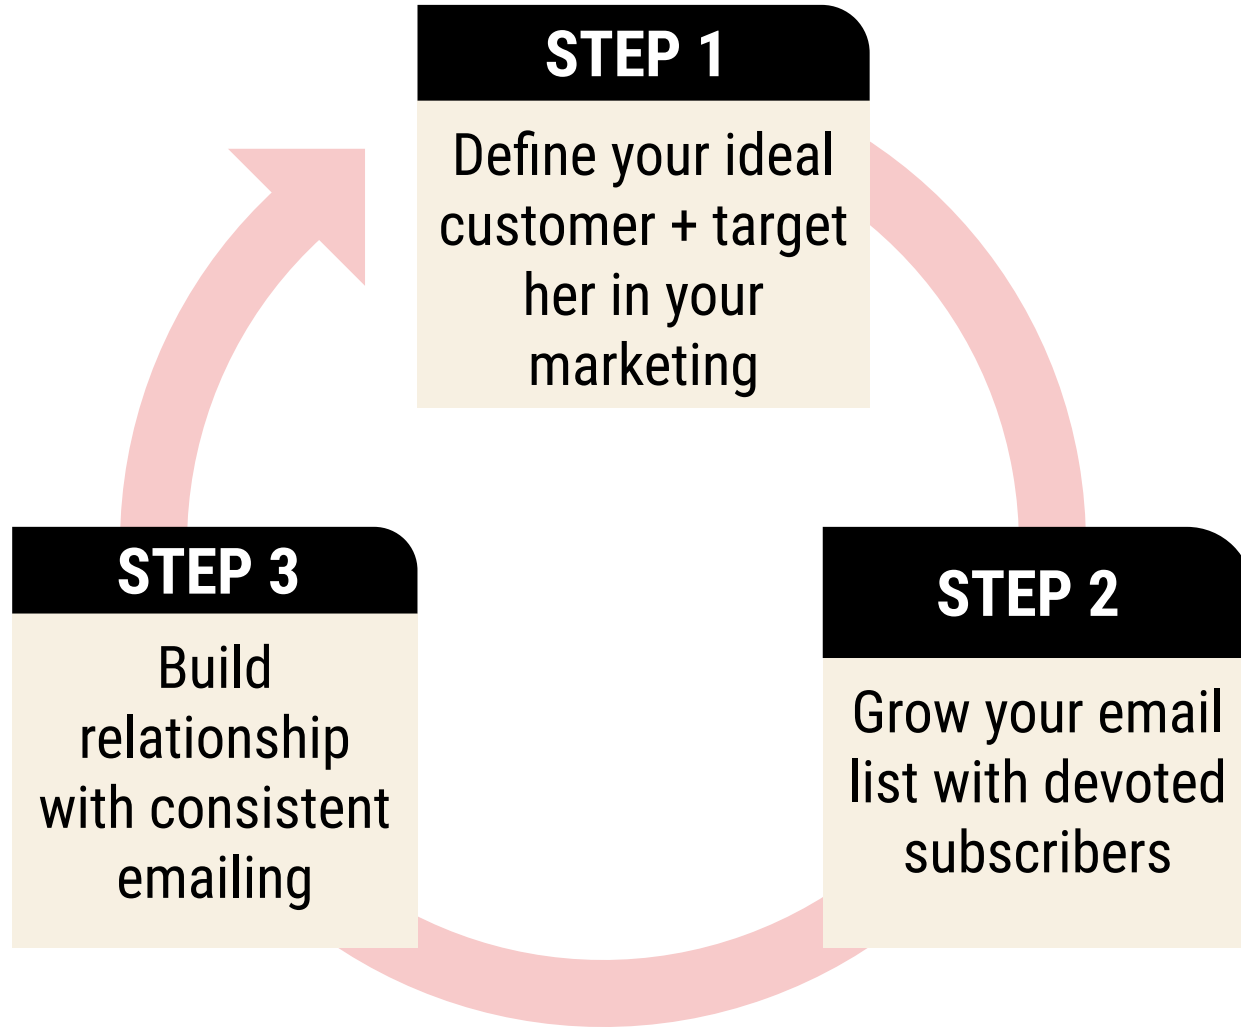 STEP 1
Define your ideal
customer + target
her in your
marketing
STEP 2
Grow your email
list with devoted
subscribers
STEP 3
Build
relationship
with consistent
emailing